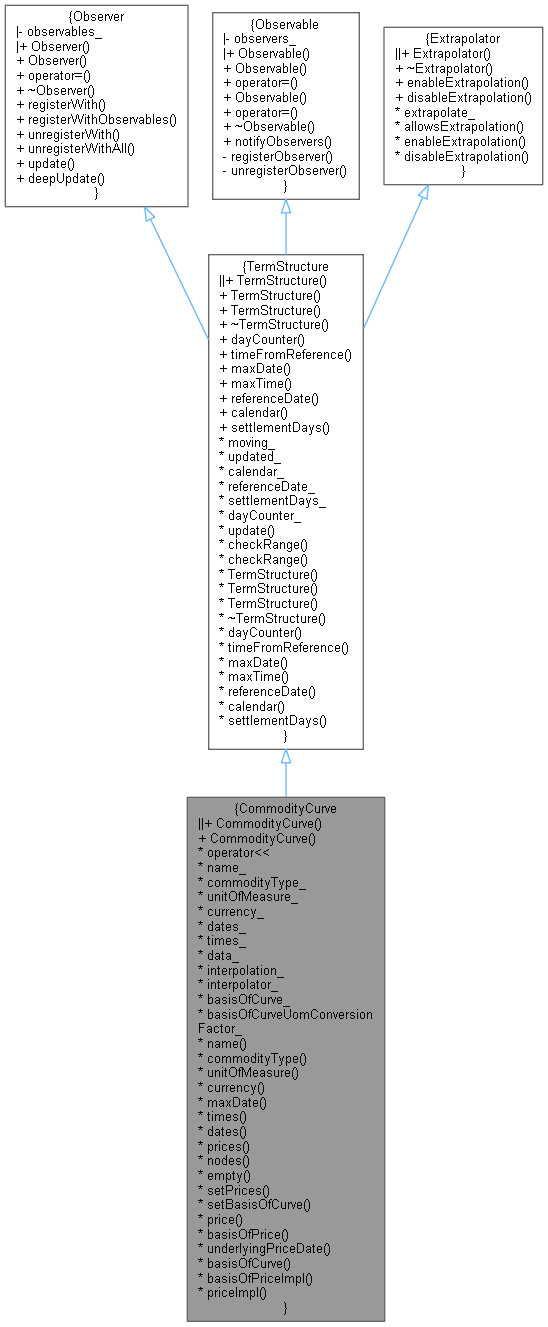 {Observer
|- observables_
|+ Observer()
+ Observer()
+ operator=()
+ ~Observer()
+ registerWith()
+ registerWithObservables()
+ unregisterWith()
+ unregisterWithAll()
+ update()
+ deepUpdate()
}
{Observable
|- observers_
|+ Observable()
+ Observable()
+ operator=()
+ Observable()
+ operator=()
+ ~Observable()
+ notifyObservers()
- registerObserver()
- unregisterObserver()
}
{Extrapolator
||+ Extrapolator()
+ ~Extrapolator()
+ enableExtrapolation()
+ disableExtrapolation()
* extrapolate_
* allowsExtrapolation()
* enableExtrapolation()
* disableExtrapolation()
}
{TermStructure
||+ TermStructure()
+ TermStructure()
+ TermStructure()
+ ~TermStructure()
+ dayCounter()
+ timeFromReference()
+ maxDate()
+ maxTime()
+ referenceDate()
+ calendar()
+ settlementDays()
* moving_
* updated_
* calendar_
* referenceDate_
* settlementDays_
* dayCounter_
* update()
* checkRange()
* checkRange()
* TermStructure()
* TermStructure()
* TermStructure()
* ~TermStructure()
* dayCounter()
* timeFromReference()
* maxDate()
* maxTime()
* referenceDate()
* calendar()
* settlementDays()
}
{CommodityCurve
||+ CommodityCurve()
+ CommodityCurve()
* operator<<
* name_
* commodityType_
* unitOfMeasure_
* currency_
* dates_
* times_
* data_
* interpolation_
* interpolator_
* basisOfCurve_
* basisOfCurveUomConversion
Factor_
* name()
* commodityType()
* unitOfMeasure()
* currency()
* maxDate()
* times()
* dates()
* prices()
* nodes()
* empty()
* setPrices()
* setBasisOfCurve()
* price()
* basisOfPrice()
* underlyingPriceDate()
* basisOfCurve()
* basisOfPriceImpl()
* priceImpl()
}